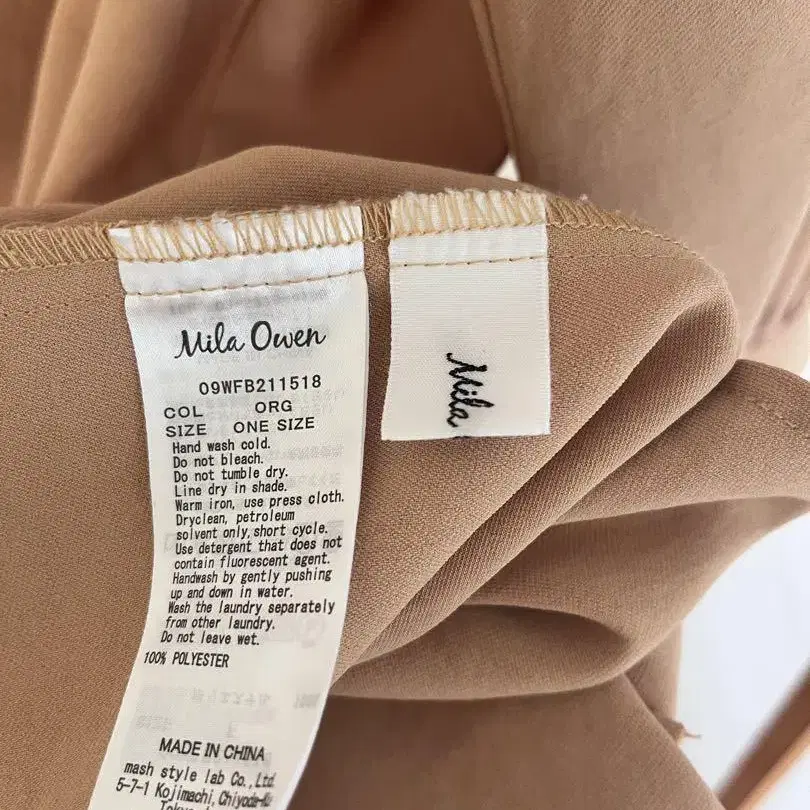 Mila Owen
09WFB211518
COL ORG
SIZE ONE SIZE
Hand wash cold.
Do not bleach.
Do not tumble dry.
Line dry in shade.
Warm iron, use press cloth.
Dryclean, petroleum
solvent only, short cycle.
Use detergent that does not
contain fluorescent agent.
Handwash by gently pushing
up and down in water.
Wash the laundry separately
from other laundry.
Do not leave wet.
100% POLYESTER
MADE IN CHINA
mash style lab Co., Ltd
5-7-1 Kojimachi, Chiyoda-Ku
Tokyo
Mila